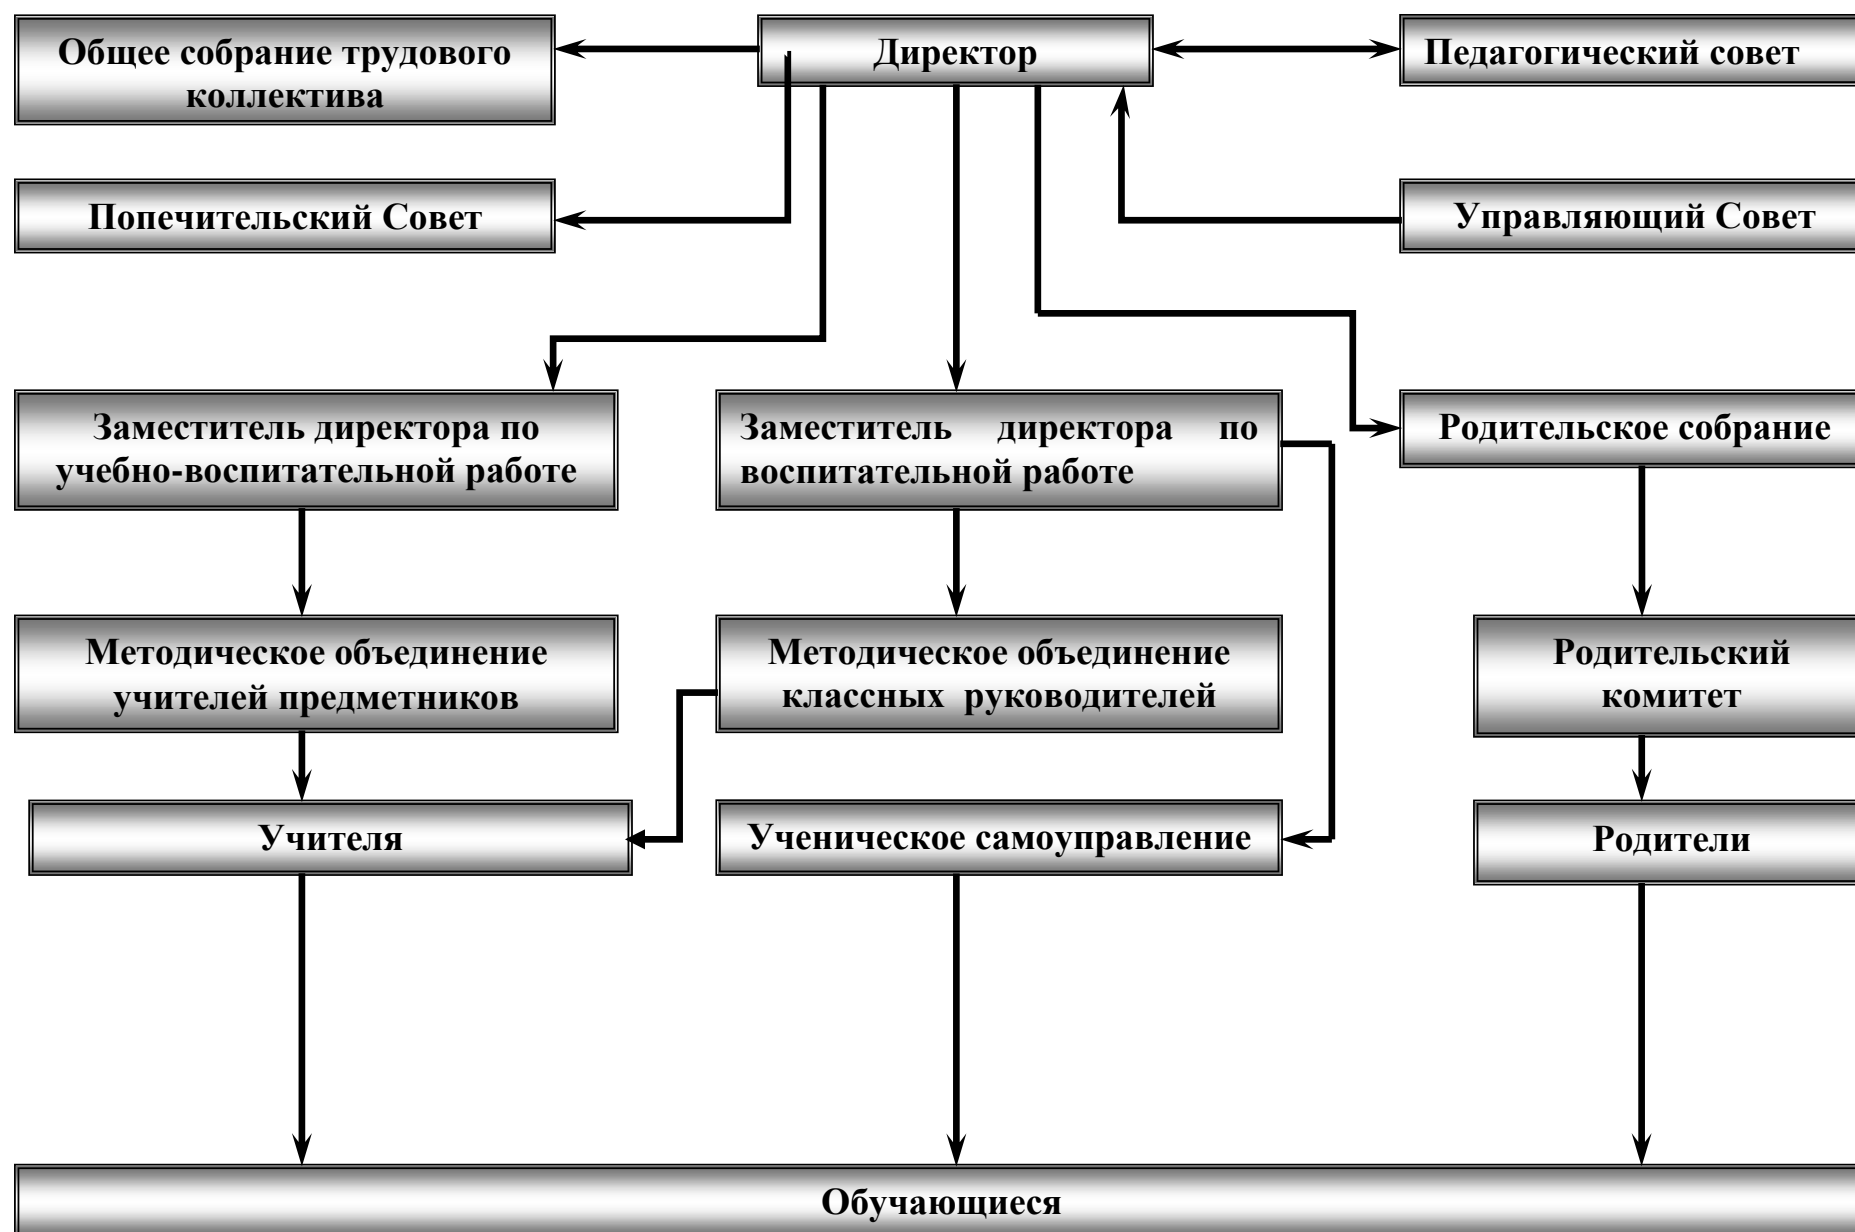 Общее собрание трудового
коллектива
Директор
Педагогический совет
Попечительский Совет
Управляющий Совет
Заместитель директора по
учебно-воспитательной работе
Заместитель директора по
воспитательной работе
Родительское собрание
Методическое объединение
учителей предметников
Методическое объединение
классных руководителей
Родительский
комитет
Учителя
Ученическое самоуправление
Родители
Обучающиеся